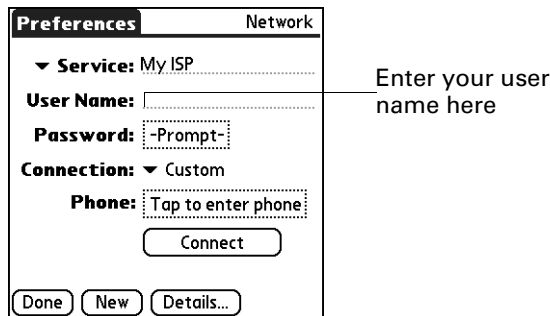 Preferences Network
Service: My ISP
User Name:
Enter your user
name here
Password: -Prompt-
Connection: Custom
Phone: Tap to enter phone
Connect
Done New Details...